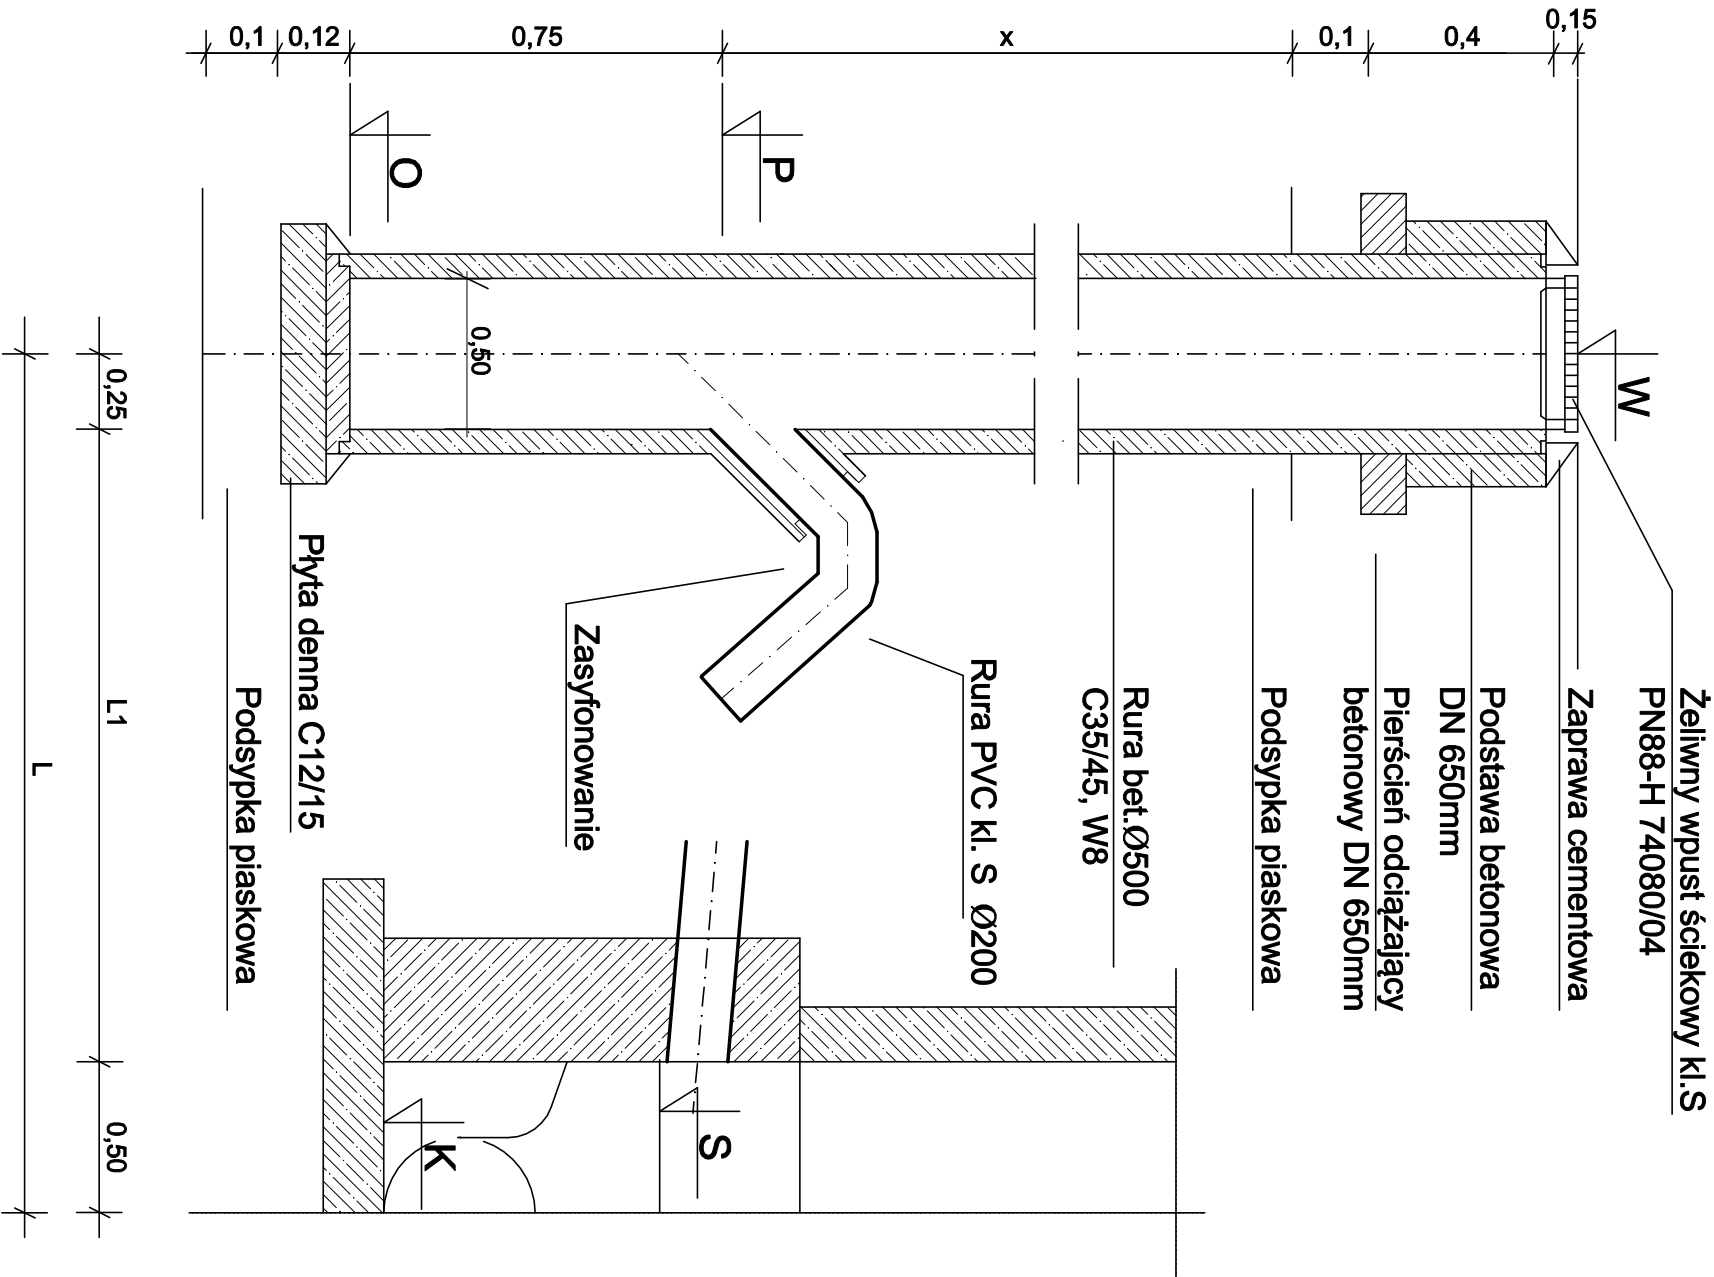 Żeliwny wpust ściekowy kl.S
PN88-H 74080/04
Zaprawa cementowa
Podstawa betonowa
DN 650mm
Pierścień odciążający
betonowy DN 650mm
Podsypka piaskowa
Rura bet.Ø500
C35/45, W8
Rura PVC kl. S Ø200
Zasyfonowanie
Płyta denna C12/15
Podsypka piaskowa
W
P
O
S
K
0,15
0,4
0,1
x
0,75
0,12
0,1
0,50
0,25
L1
0,50
L